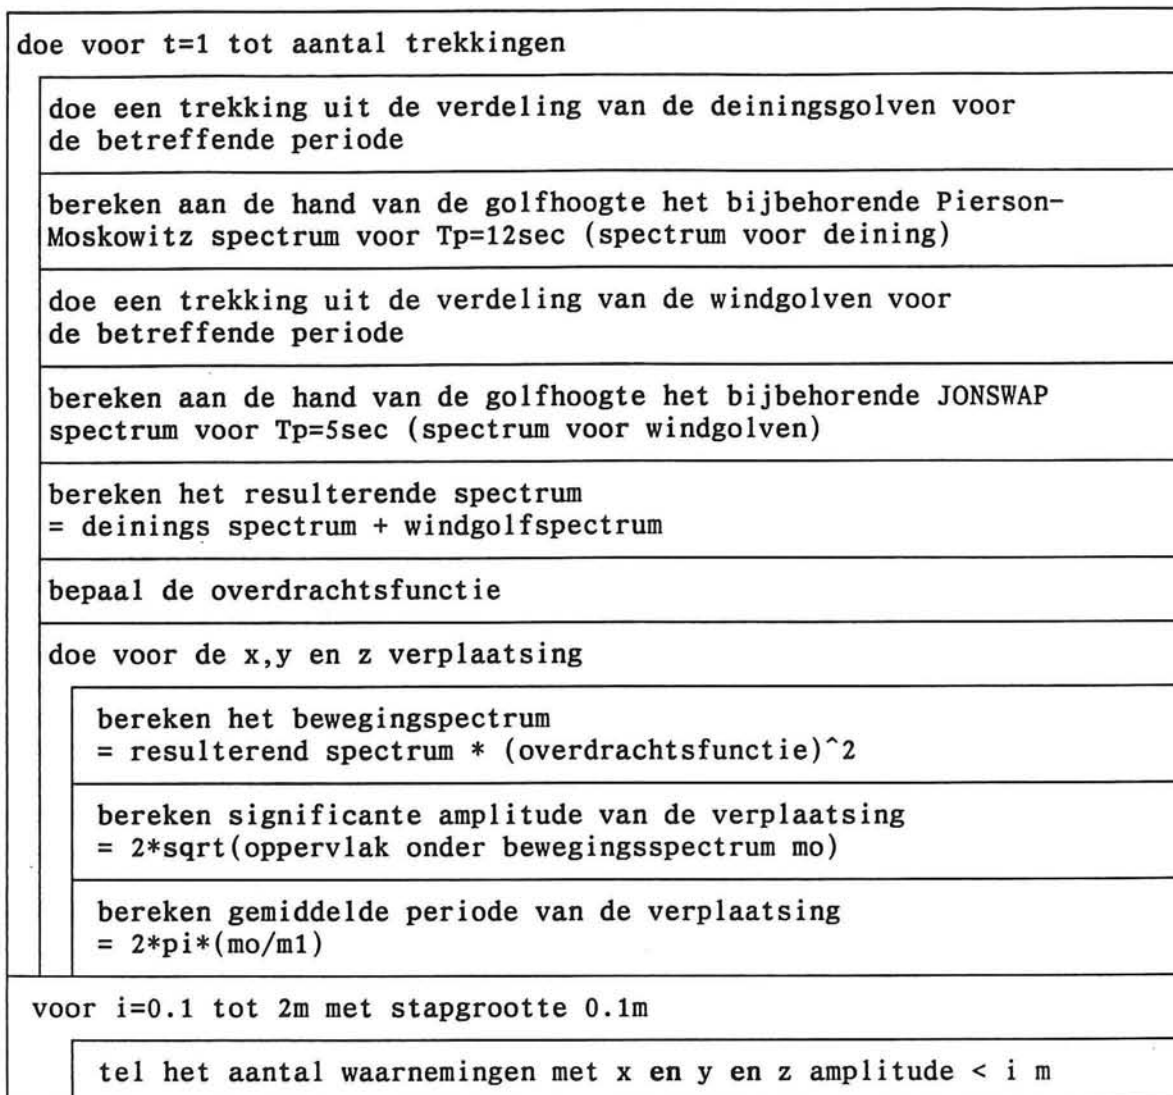 doe voor t=1 tot aantal trekkingen
doe een trekking uit de verdeling van de deiningsgolven voor
de betreffende periode
bereken aan de hand van de golfhoogte het bijbehorende Pierson-
Moskowitz spectrum voor Tp=12sec (spectrum voor deining)
doe een trekking uit de verdeling van de windgolven voor
de betreffende periode
bereken aan de hand van de golfhoogte het bijbehorende JONSWAP
spectrum voor Tp=5sec (spectrum voor windgolven)
bereken het resulterende spectrum
= deinings spectrum + windgolfspectrum
bepaal de overdrachtsfunctie
doe voor de x,y en z verplaatsing
bereken het bewegingspectrum
= resulterend spectrum * (overdrachtsfunctie)^2
bereken significante amplitude van de verplaatsing
= 2*sqrt(oppervlak onder bewegingsspectrum mo)
bereken gemiddelde periode van de verplaatsing
= 2*pi*(mo/m1)
voor i=0.1 tot 2m met stapgrootte 0.1m
tel het aantal waarnemingen met x en y en z amplitude < i m